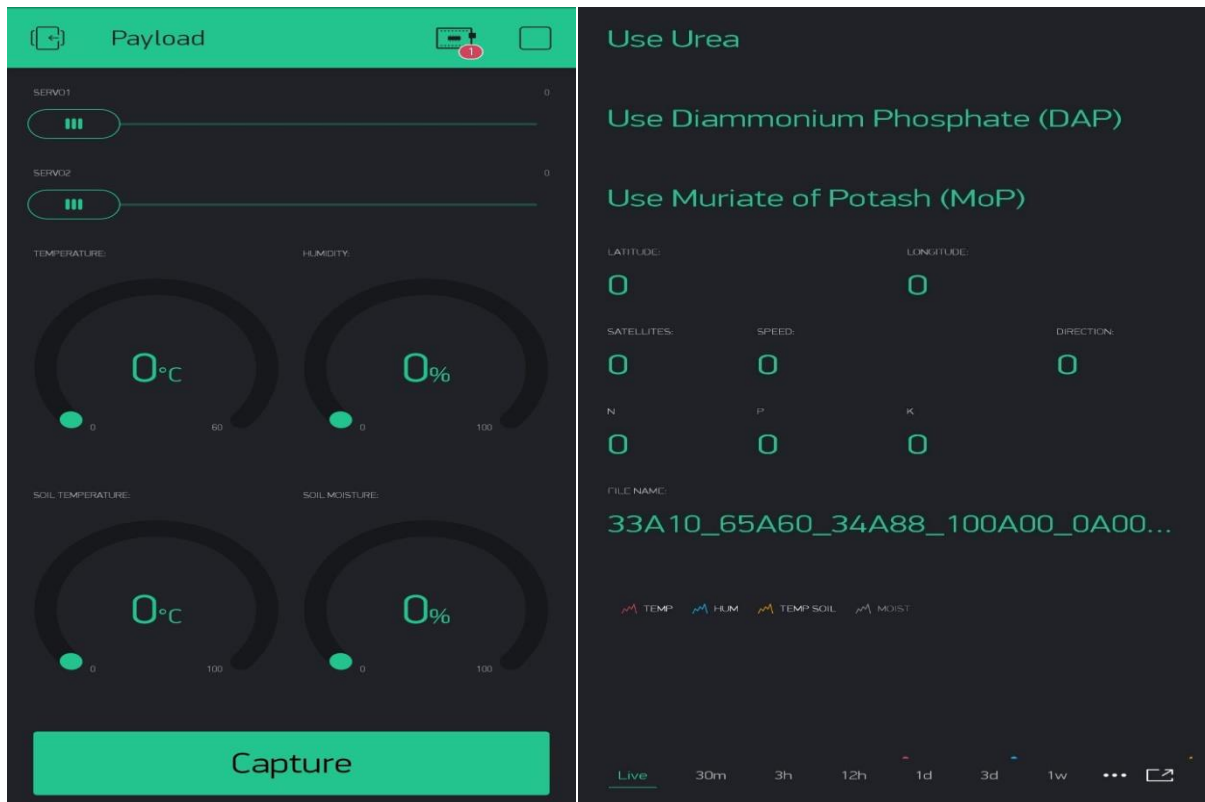 Payload
1
SERVO1 0
SERVO2 0
TEMPERATURE: HUMIDITY:
0°C 0%
0 60 0 100
SOIL TEMPERATURE: SOIL MOISTURE:
0°C 0%
0 100 0 100
Capture
Use Urea
Use Diammonium Phosphate (DAP)
Use Muriate of Potash (MoP)
LATITUDE: LONGITUDE:
0 0
SATELLITES: SPEED: DIRECTION:
0 0 0
N P K
0 0 0
FILE NAME:
33A10_65A60_34A88_100A00_0A00...
TEMP HUM TEMP SOIL MOIST
Live 30m 3h 12h 1d 3d 1w